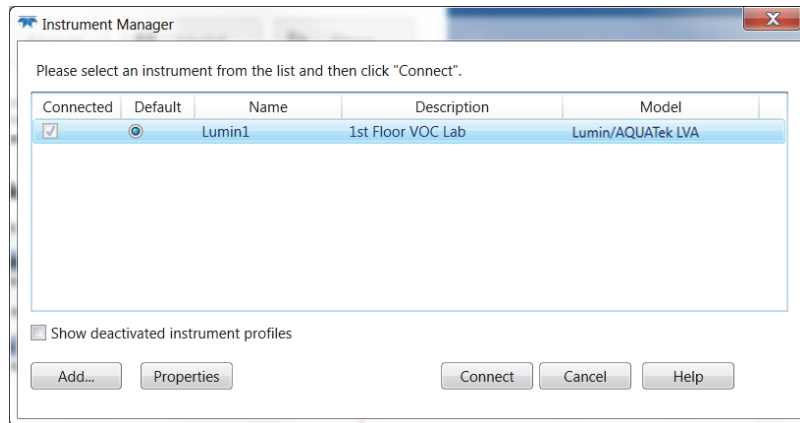 Instrument Manager
Please select an instrument from the list and then click "Connect".
Connected Default Name Description Model
Lumin1 1st Floor VOC Lab Lumin/AQUATek LVA
Show deactivated instrument profiles
Add... Properties Connect Cancel Help